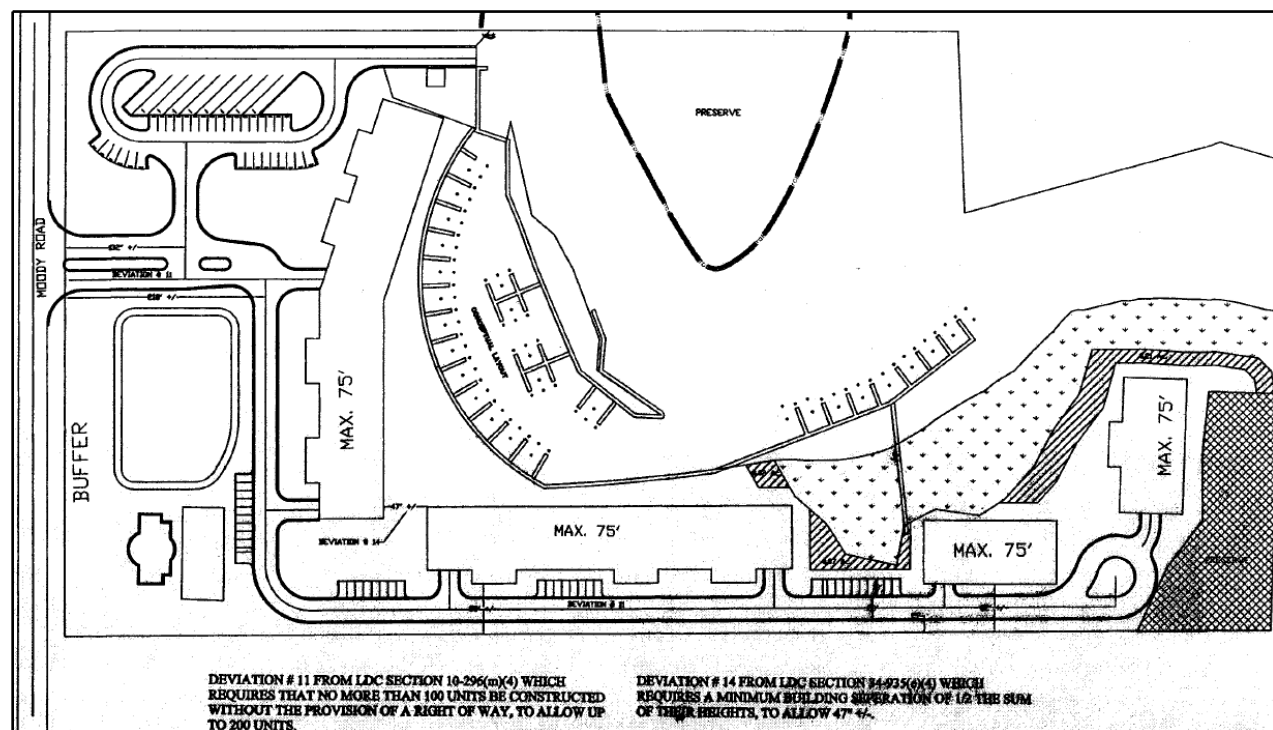 PRESERVE
MOODY ROAD
DEVIATION # 11
BUFFER
CONCEPTUAL LAYOUT
MAX. 75'
MAX. 75'
47' +/-
DEVIATION # 14
MAX. 75'
MAX. 75'
DEVIATION # 11
DEVIATION # 11 FROM LDC SECTION 10-296(m)(4) WHICH
REQUIRES THAT NO MORE THAN 100 UNITS BE CONSTRUCTED
WITHOUT THE PROVISION OF A RIGHT OF WAY, TO ALLOW UP
TO 200 UNITS.
DEVIATION # 14 FROM LDC SECTION 34-935(e)(4) WHICH
REQUIRES A MINIMUM BUILDING SEPERATION OF 1/2 THE SUM
OF THEIR HEIGHTS, TO ALLOW 47" +/-.